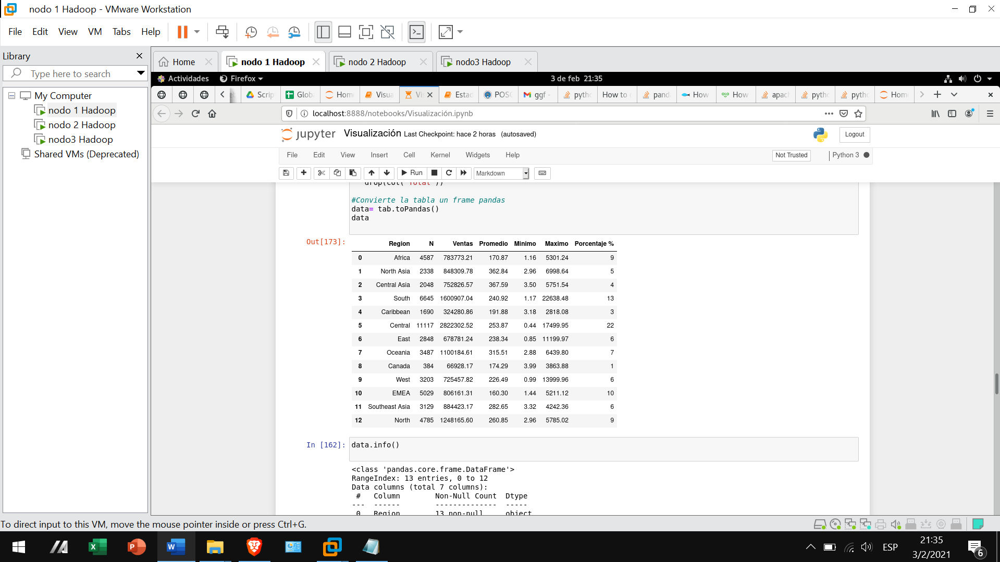 nodo 1 Hadoop - VMware Workstation
File Edit View VM Tabs Help
Library
Type here to search
My Computer
nodo 1 Hadoop
nodo 2 Hadoop
nodo3 Hadoop
Shared VMs (Deprecated)
Home nodo 1 Hadoop nodo 2 Hadoop nodo3 Hadoop
Actividades Firefox 3 de feb 21:35
Scrip Globa Hom Visua Vis Estad POSG ggf - pytho How to pand How How apach pytho pytho Hom
localhost:8888/notebooks/Visualización.ipynb
jupyter Visualización Last Checkpoint: hace 2 horas (autosaved) Logout
File Edit View Insert Cell Kernel Widgets Help Not Trusted Python 3
Run Markdown
drop(col("Total"))
#Convierte la tabla un frame pandas
data= tab.toPandas()
data
Out[173]:
Region N Ventas Promedio Minimo Maximo Porcentaje %
0 Africa 4587 783773.21 170.87 1.16 5301.24 9
1 North Asia 2338 848309.78 362.84 2.96 6998.64 5
2 Central Asia 2048 752826.57 367.59 3.50 5751.54 4
3 South 6645 1600907.04 240.92 1.17 22638.48 13
4 Caribbean 1690 324280.86 191.88 3.18 2818.08 3
5 Central 11117 2822302.52 253.87 0.44 17499.95 22
6 East 2848 678781.24 238.34 0.85 11199.97 6
7 Oceania 3487 1100184.61 315.51 2.88 6439.80 7
8 Canada 384 66928.17 174.29 3.99 3863.88 1
9 West 3203 725457.82 226.49 0.99 13999.96 6
10 EMEA 5029 806161.31 160.30 1.44 5211.12 10
11 Southeast Asia 3129 884423.17 282.65 3.32 4242.36 6
12 North 4785 1248165.60 260.85 2.96 5785.02 9
In [162]: data.info()
<class 'pandas.core.frame.DataFrame'>
RangeIndex: 13 entries, 0 to 12
Data columns (total 7 columns):
# Column Non-Null Count Dtype
--- ------ -------------- -----
0 Region 13 non-null object
To direct input to this VM, move the mouse pointer inside or press Ctrl+G.
ESP
21:35
3/2/2021
6